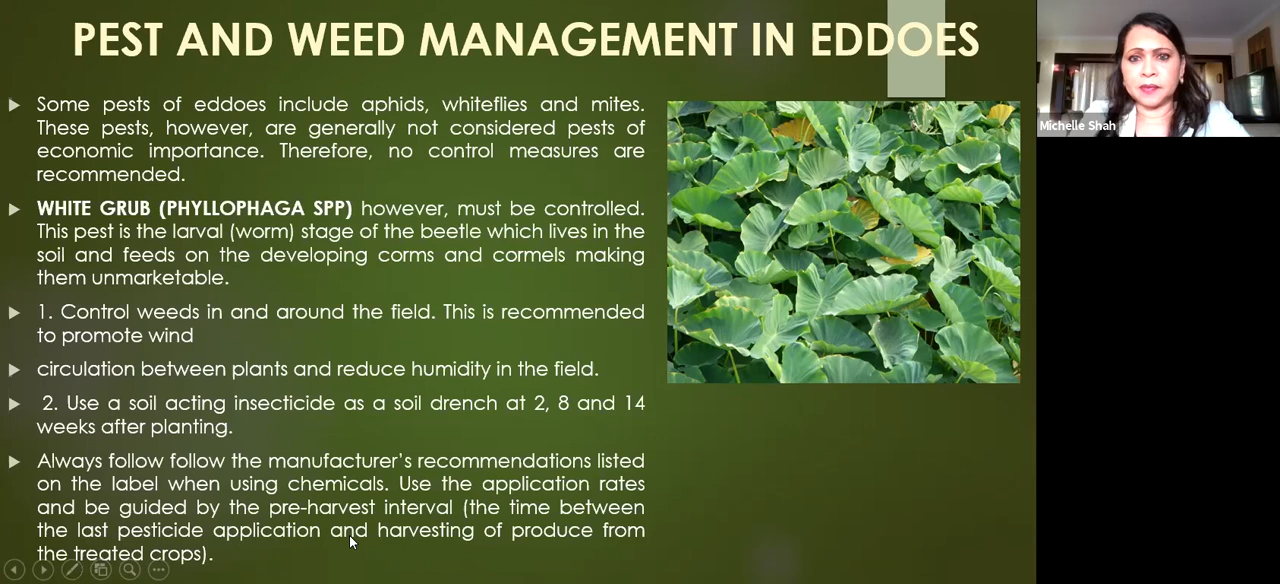 PEST AND WEED MANAGEMENT IN EDDOES
Some pests of eddoes include aphids, whiteflies and mites.
These pests, however, are generally not considered pests of
economic importance. Therefore, no control measures are
recommended.
WHITE GRUB (PHYLLOPHAGA SPP) however, must be controlled.
This pest is the larval (worm) stage of the beetle which lives in the
soil and feeds on the developing corms and cormels making
them unmarketable.
1. Control weeds in and around the field. This is recommended
to promote wind
circulation between plants and reduce humidity in the field.
2. Use a soil acting insecticide as a soil drench at 2, 8 and 14
weeks after planting.
Always follow follow the manufacturer's recommendations listed
on the label when using chemicals. Use the application rates
and be guided by the pre-harvest interval (the time between
the last pesticide application and harvesting of produce from
the treated crops).
Michelle Shah